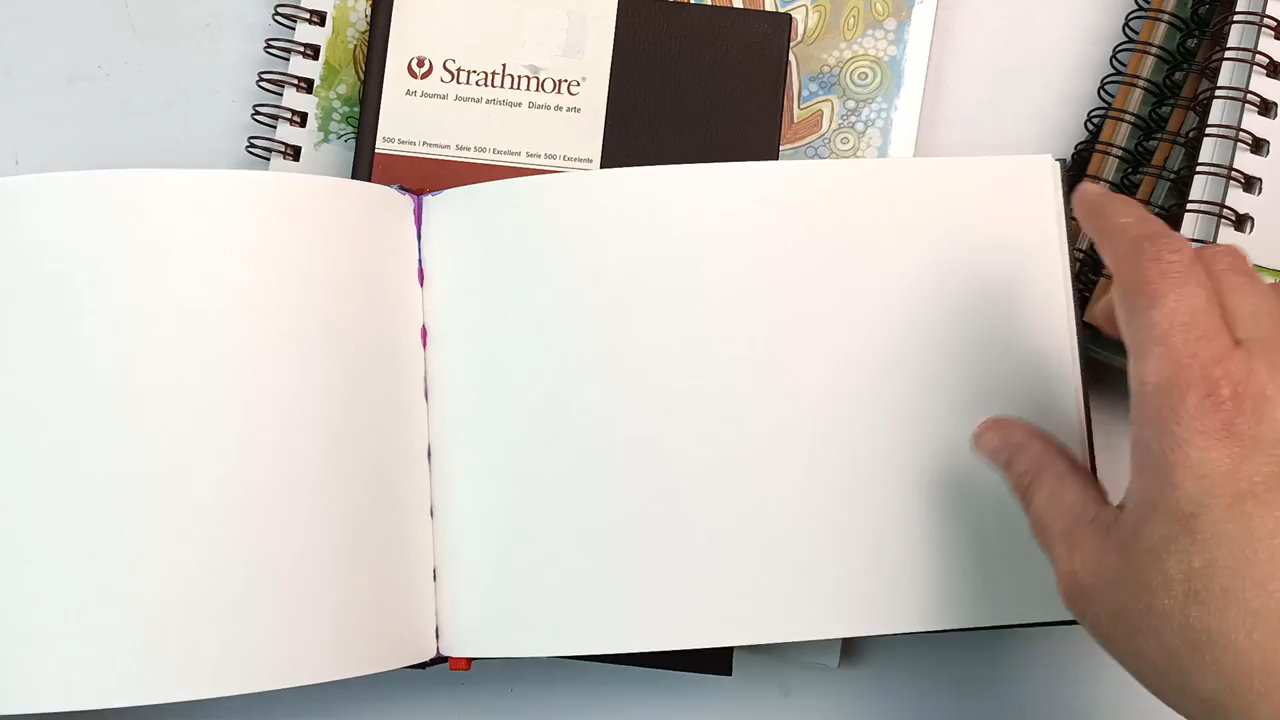 Strathmore®
Art Journal Journal artistique Diario de arte
500 Series | Premium Série 500 | Excellent Serie 500 | Excelente